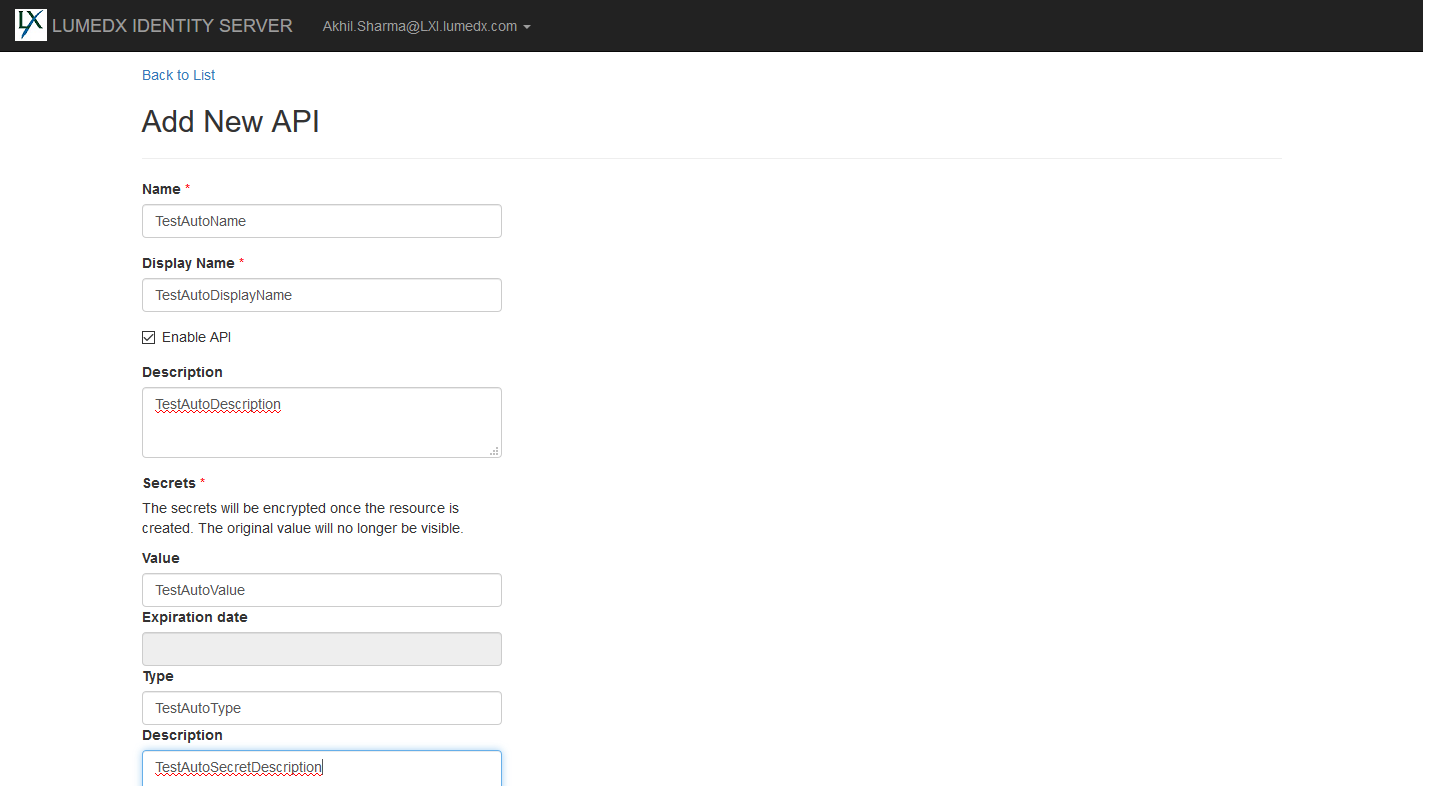 LX LUMEDX IDENTITY SERVER Akhil.Sharma@LXI.lumedx.com
Back to List
Add New API
Name *
TestAutoName
Display Name *
TestAutoDisplayName
Enable API
Description
TestAutoDescription
Secrets *
The secrets will be encrypted once the resource is
created. The original value will no longer be visible.
Value
TestAutoValue
Expiration date
Type
TestAutoType
Description
TestAutoSecretDescription